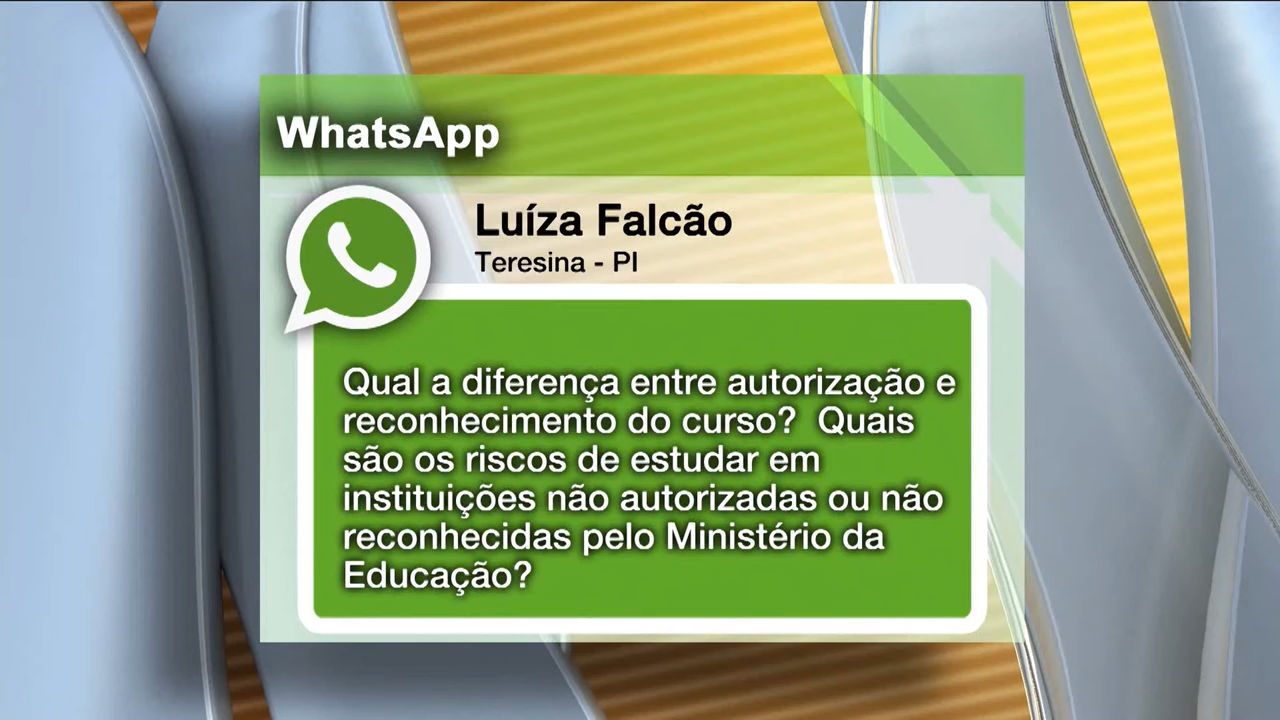 WhatsApp
Luíza Falcão
Teresina - PI
Qual a diferença entre autorização e
reconhecimento do curso?  Quais
são os riscos de estudar em
instituições não autorizadas ou não
reconhecidas pelo Ministério da
Educação?